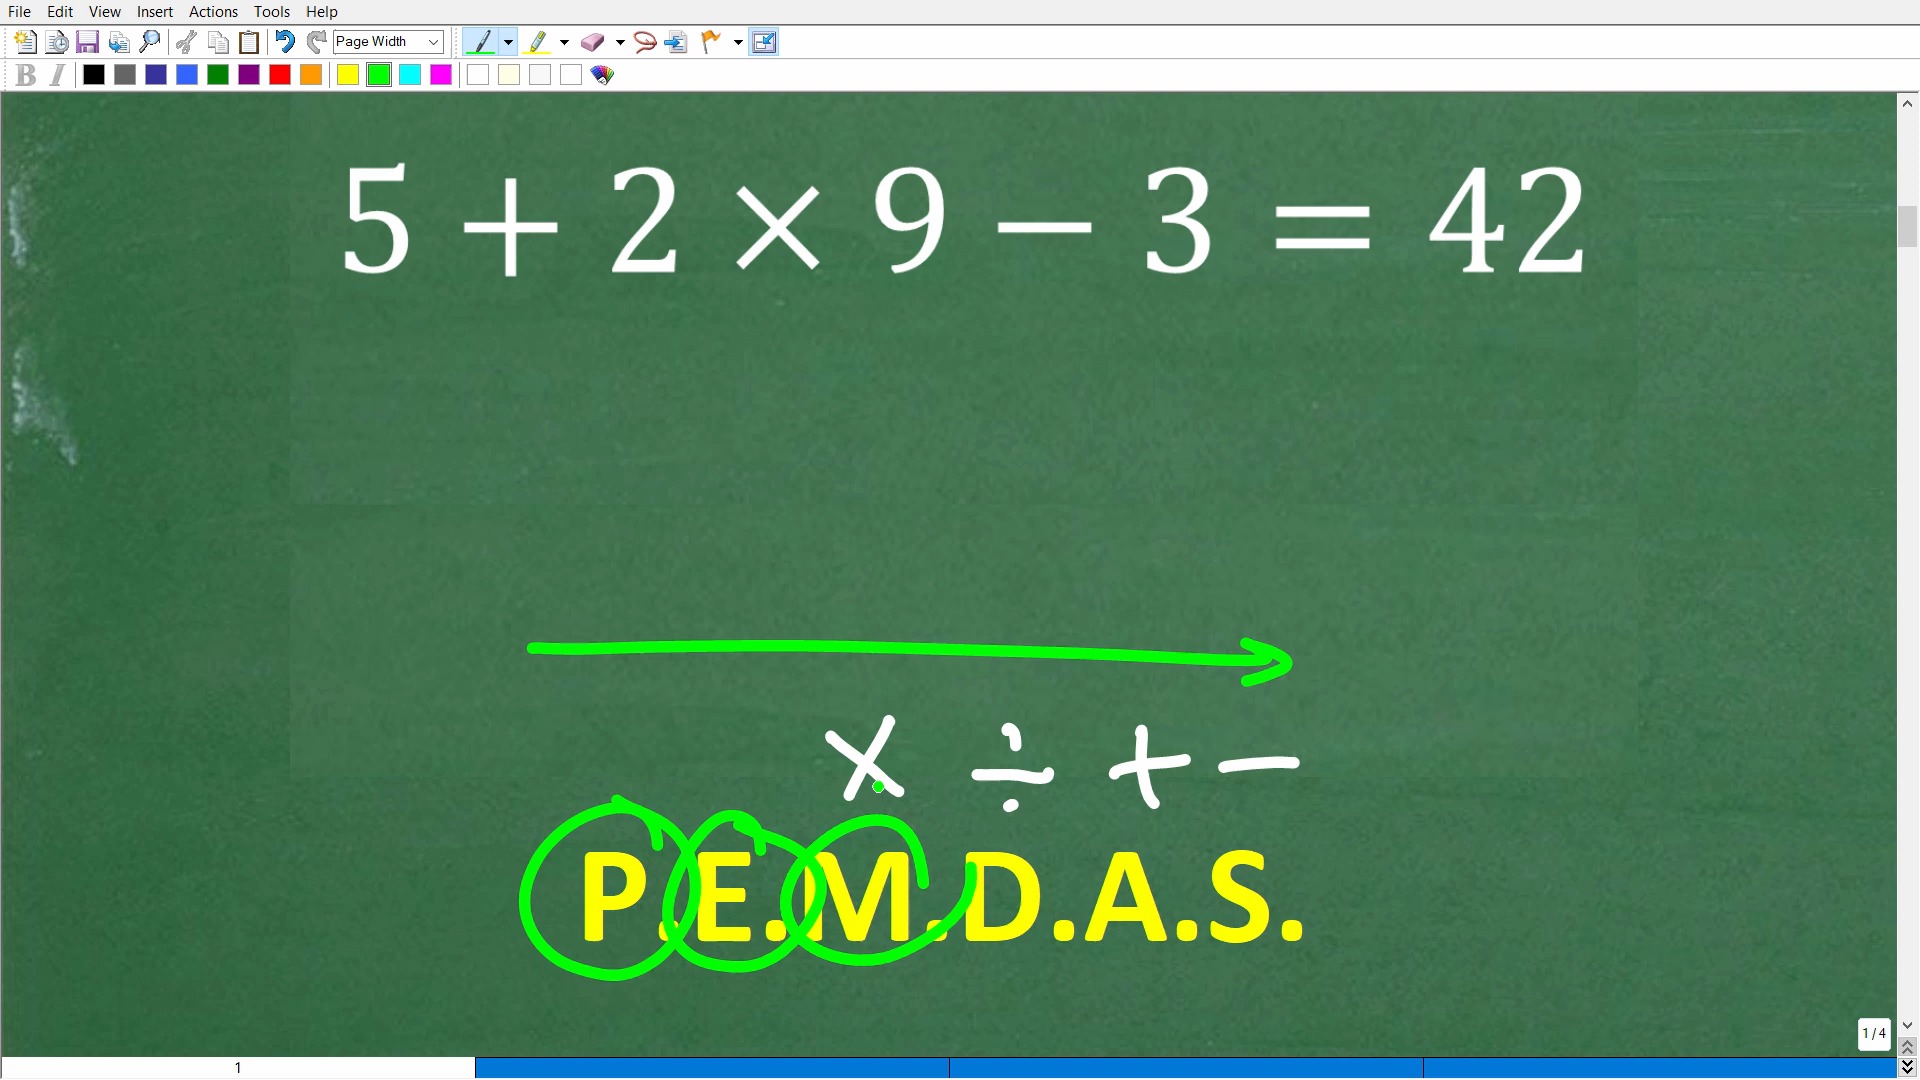 File Edit View Insert Actions Tools Help
Page Width
B I
5 + 2 × 9 − 3 = 42
× ÷ + −
P.E.M.D.A.S.
1 / 4
1